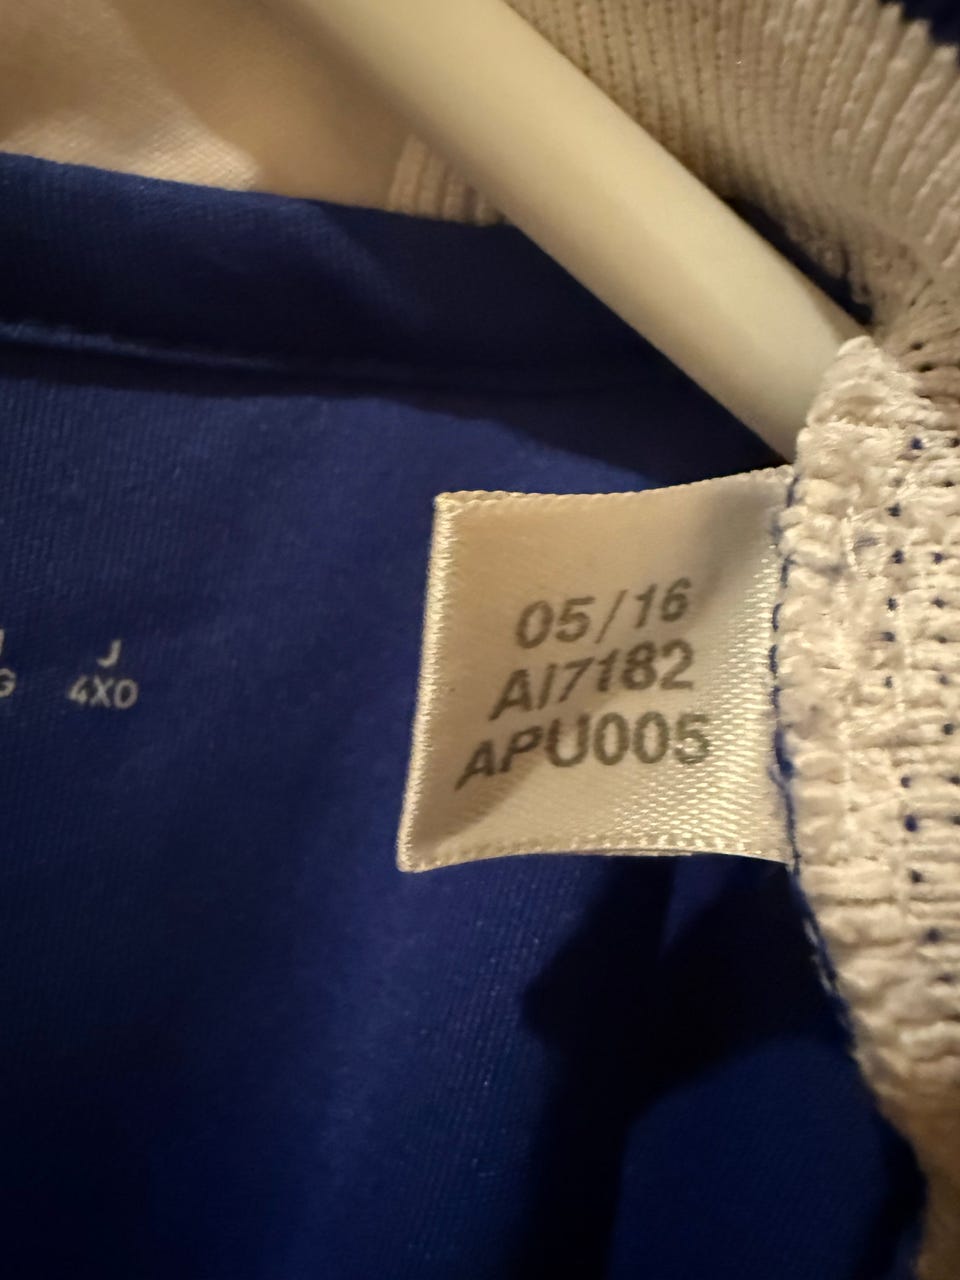 J
4XO
05/16
AI7182
APU005